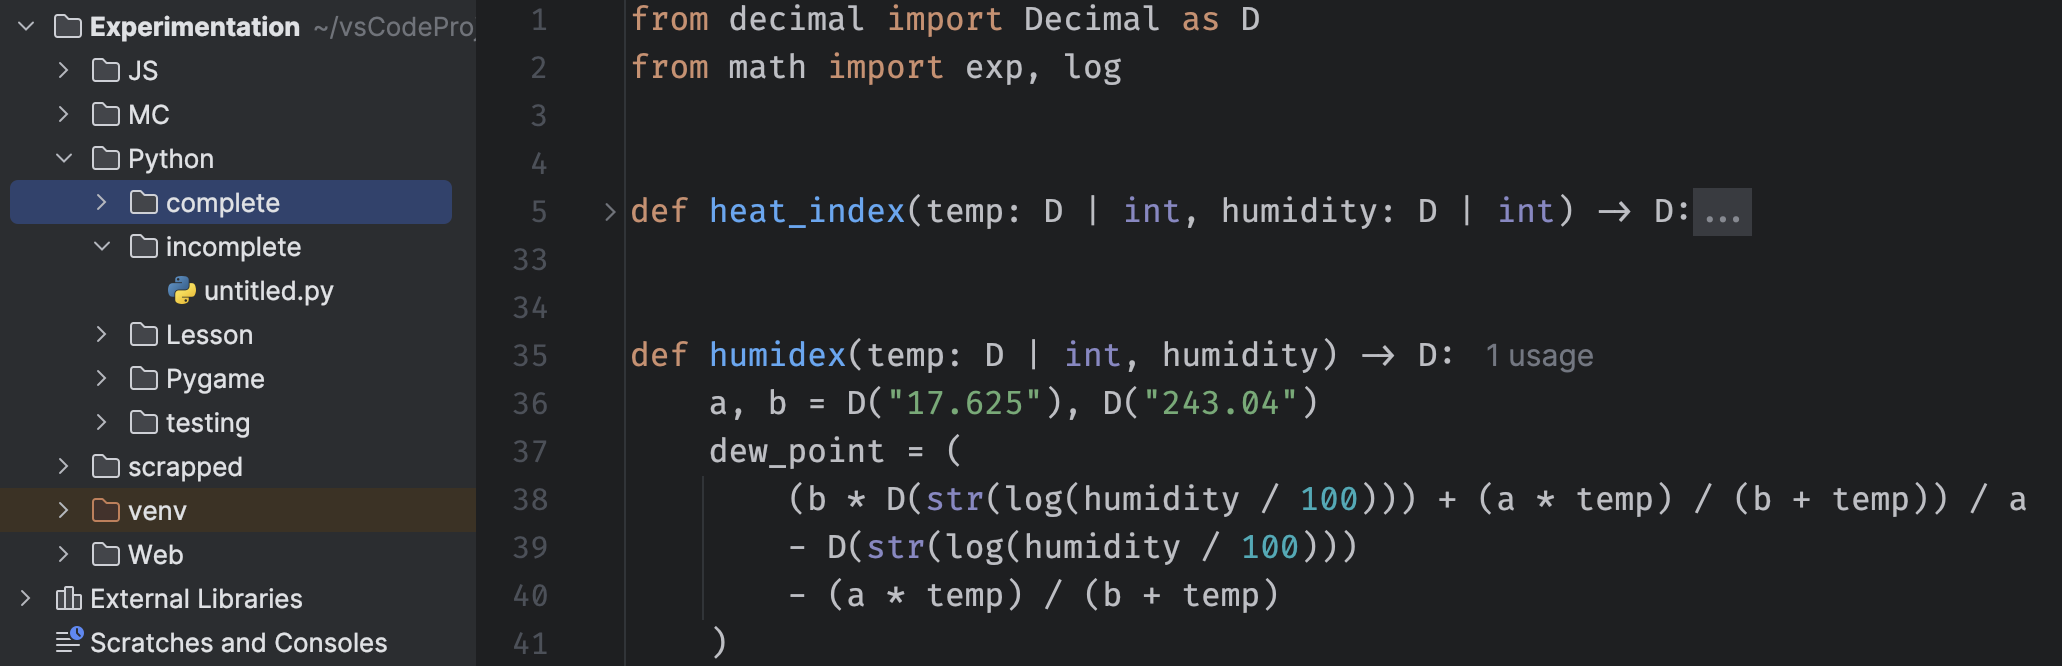 Experimentation ~/vsCodeProj
JS
MC
Python
complete
incomplete
untitled.py
Lesson
Pygame
testing
scrapped
venv
Web
External Libraries
Scratches and Consoles
1 from decimal import Decimal as D
2 from math import exp, log
3
4
5 def heat_index(temp: D | int, humidity: D | int) → D:...
33
34
35 def humidex(temp: D | int, humidity) → D: 1 usage
36 a, b = D("17.625"), D("243.04")
37 dew_point = (
38 (b * D(str(log(humidity / 100))) + (a * temp) / (b + temp)) / a
39 - D(str(log(humidity / 100)))
40 - (a * temp) / (b + temp)
41 )